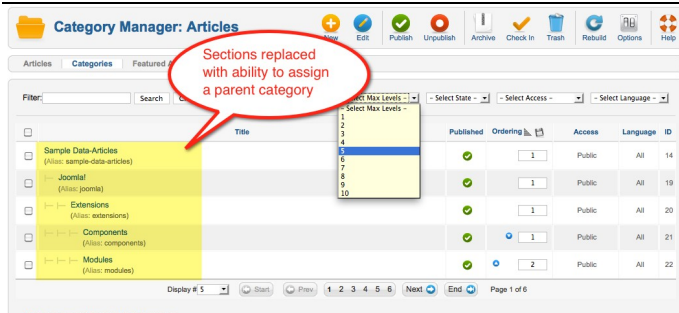 Category Manager: Articles
New Edit Publish Unpublish Archive Check In Trash Rebuild Options Help
Articles Categories Featured A
Sections replaced
with ability to assign
a parent category
Filter: Search C Select Max Levels - - Select State - - Select Access - - Select Language -
- Select Max Levels -
1
2
3
4
5
6
7
8
9
10
Title Published Ordering Access Language ID
Sample Data-Articles 1 Public All 14
(Alias: sample-data-articles)
|— Joomla! 1 Public All 19
(Alias: joomla)
|— |— Extensions 1 Public All 20
(Alias: extensions)
|— |— |— Components 1 Public All 21
(Alias: components)
|— |— |— Modules 2 Public All 22
(Alias: modules)
Display # 5 Start Prev 1 2 3 4 5 6 Next End Page 1 of 6